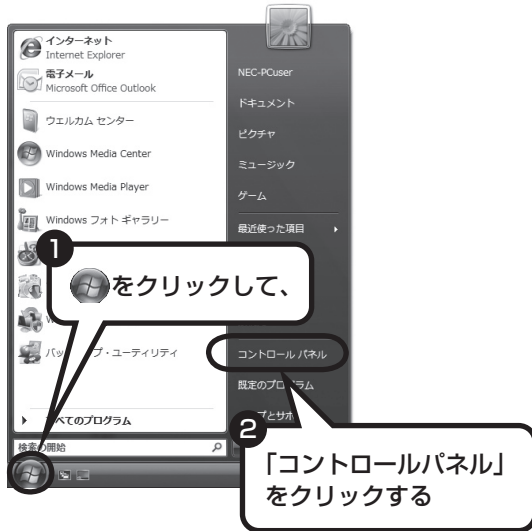 インターネット
Internet Explorer
電子メール
Microsoft Office Outlook
ウェルカム センター
Windows Media Center
Windows Media Player
Windows フォト ギャラリー
すべてのプログラム
検索の開始
NEC-PCuser
ドキュメント
ピクチャ
ミュージック
ゲーム
最近使った項目
コントロール パネル
既定のプログラム
1
をクリックして、
2
「コントロールパネル」
をクリックする